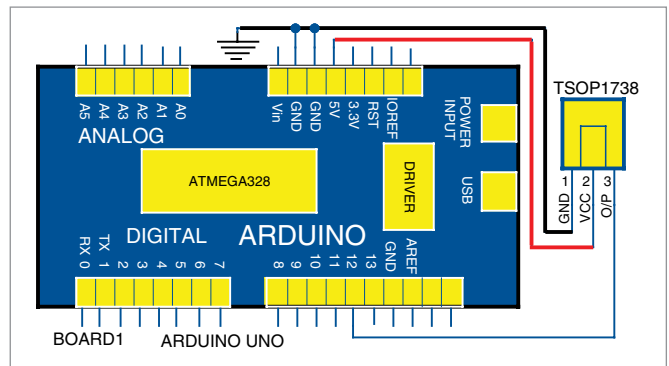 TSOP1738
Vin GND GND 5V 3.3V RST IOREF
A5 A4 A3 A2 A1 A0
POWER
INPUT
ANALOG
1 2 3
GND VCC O/P
ATMEGA328
DRIVER
USB
DIGITAL ARDUINO
RX TX
0 1 2 3 4 5 6 7
8 9 10 11 12 13 GND AREF
BOARD1 ARDUINO UNO